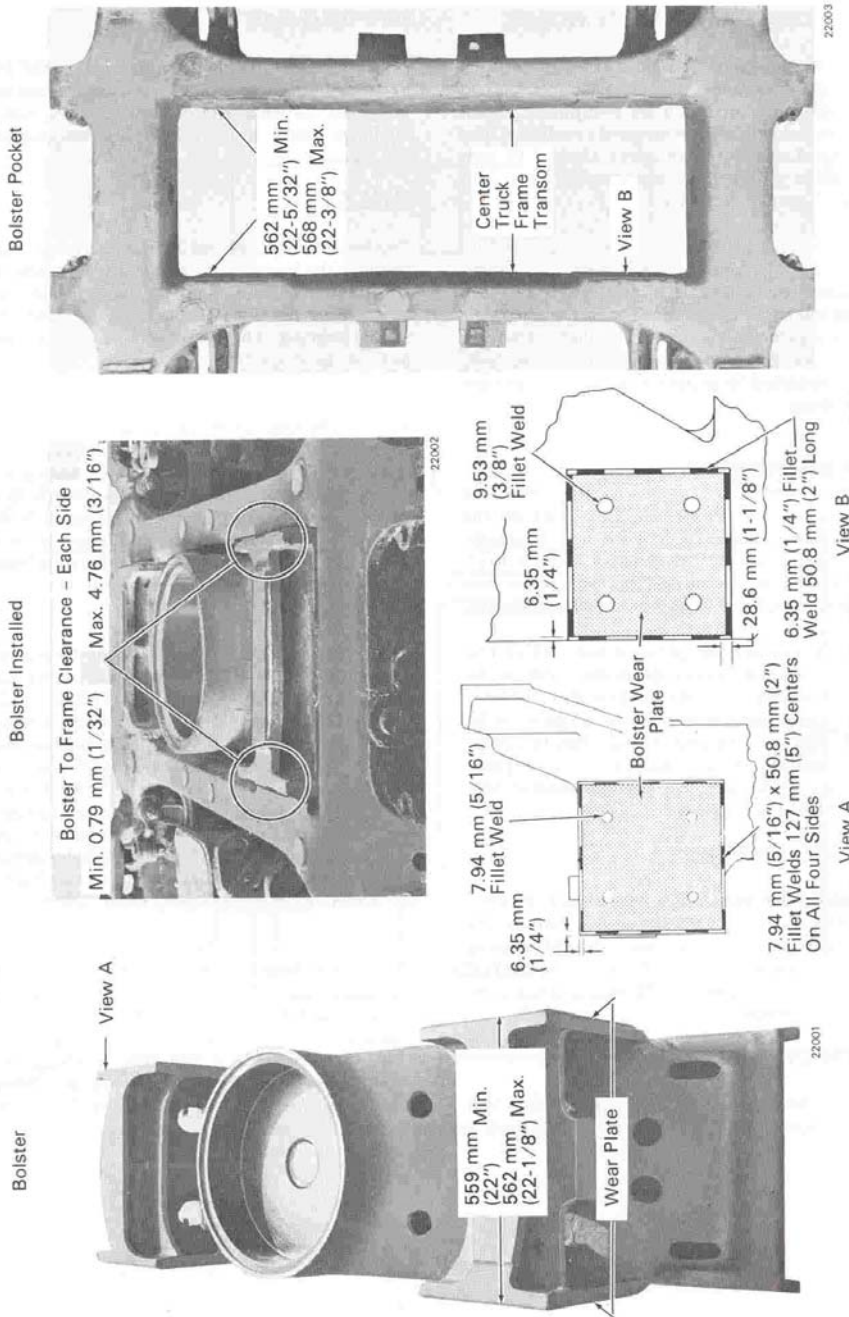 Bolster
View A
559 mm Min.
(22")
562 mm Max.
(22-1/8")
Wear Plate
22001
Bolster Installed
Bolster To Frame Clearance – Each Side
Min. 0.79 mm (1/32") Max. 4.76 mm (3/16")
22002
7.94 mm (5/16")
Fillet Weld
6.35 mm
(1/4")
7.94 mm (5/16") x 50.8 mm (2")
Fillet Welds 127 mm (5") Centers
On All Four Sides
View A
Bolster Wear
Plate
6.35 mm
(1/4")
9.53 mm
(3/8")
Fillet Weld
28.6 mm (1-1/8")
6.35 mm (1/4") Fillet
Weld 50.8 mm (2") Long
View B
Bolster Pocket
562 mm Min.
(22-5/32")
568 mm Max.
(22-3/8")
Center
Truck
Frame
Transom
View B
22003